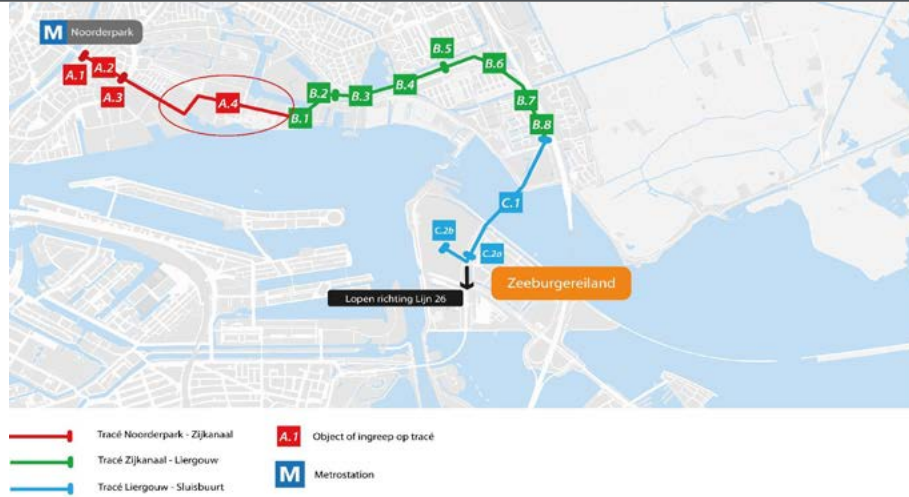 M Noorderpark
A.1
A.2
A.3
A.4
B.1
B.2
B.3
B.4
B.5
B.6
B.7
B.8
C.1
C.2b
C.2a
Zeeburgereiland
Lopen richting Lijn 26
Tracé Noorderpark - Zijkanaal
A.1 Object of ingreep op tracé
Tracé Zijkanaal - Liergouw
M Metrostation
Tracé Liergouw - Sluisbuurt